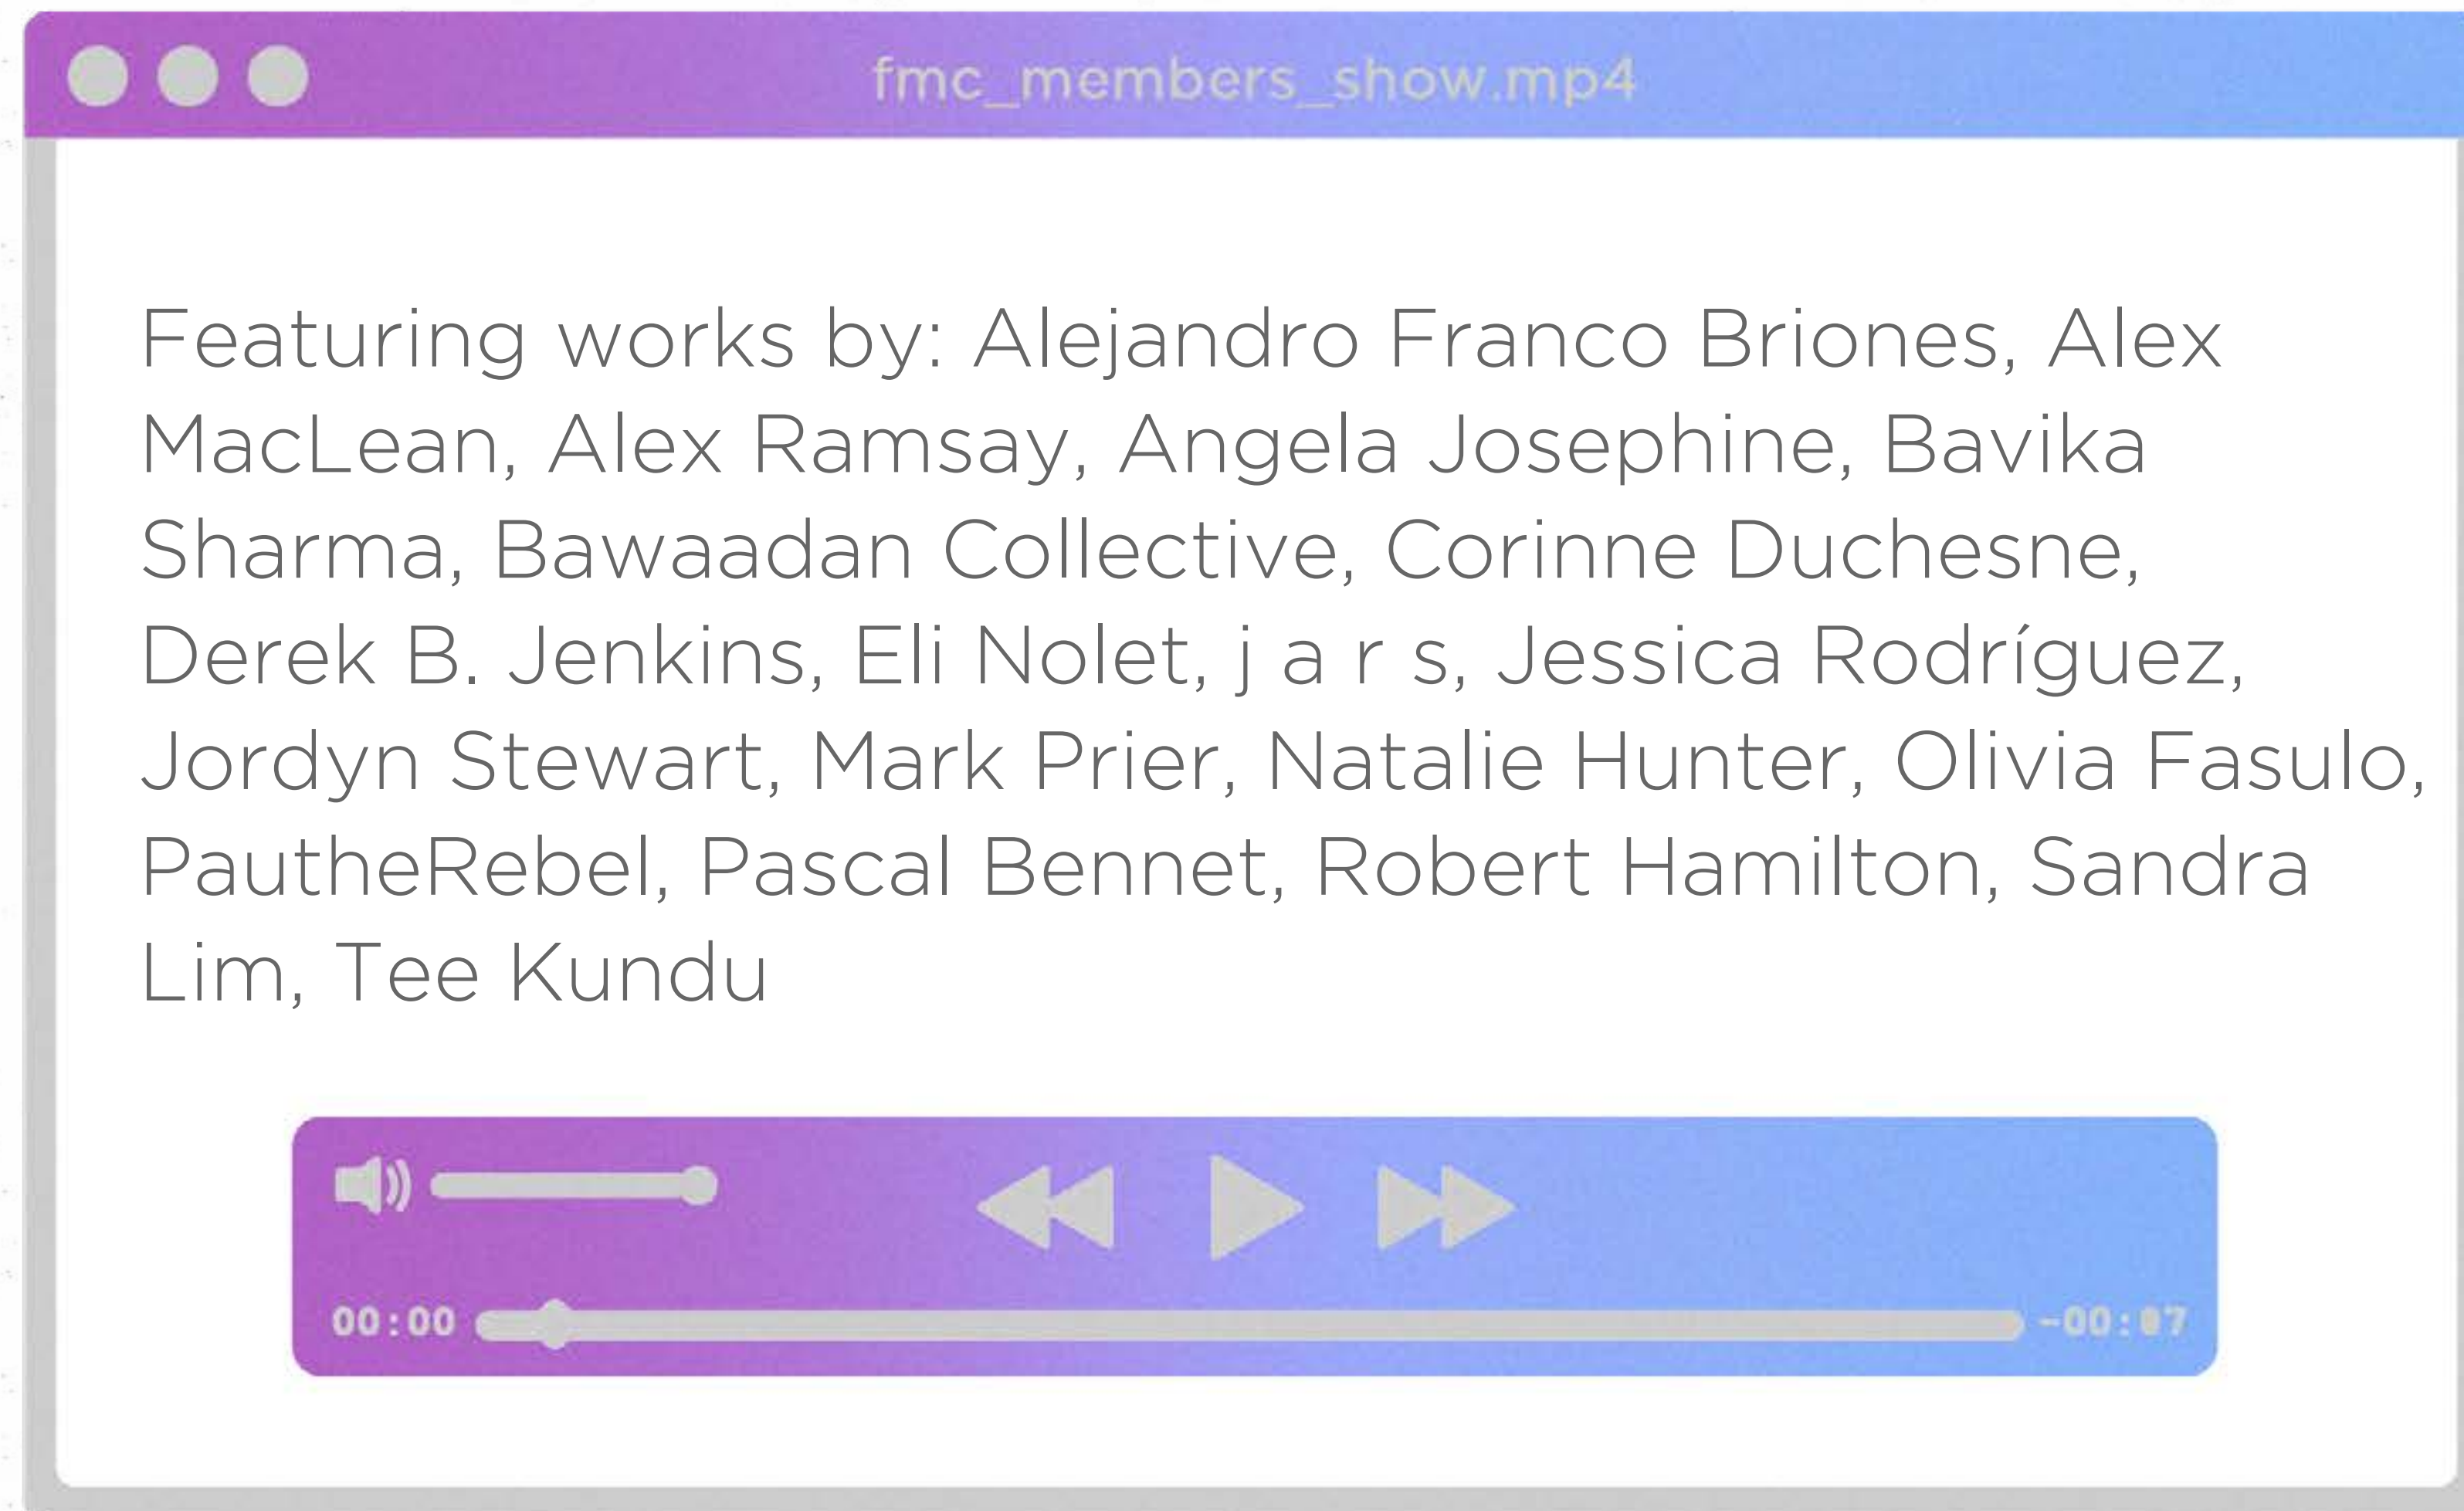 fmc_members_show.mp4
Featuring works by: Alejandro Franco Briones, Alex
MacLean, Alex Ramsay, Angela Josephine, Bavika
Sharma, Bawaadan Collective, Corinne Duchesne,
Derek B. Jenkins, Eli Nolet, j a r s, Jessica Rodríguez,
Jordyn Stewart, Mark Prier, Natalie Hunter, Olivia Fasulo,
PautheRebel, Pascal Bennet, Robert Hamilton, Sandra
Lim, Tee Kundu
00:00
-00:07